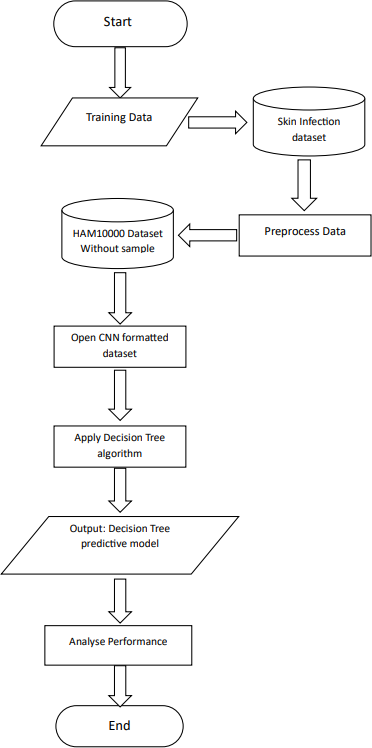 Start
Training Data
Skin Infection
dataset
Preprocess Data
HAM10000 Dataset
Without sample
Open CNN formatted
dataset
Apply Decision Tree
algorithm
Output: Decision Tree
predictive model
Analyse Performance
End